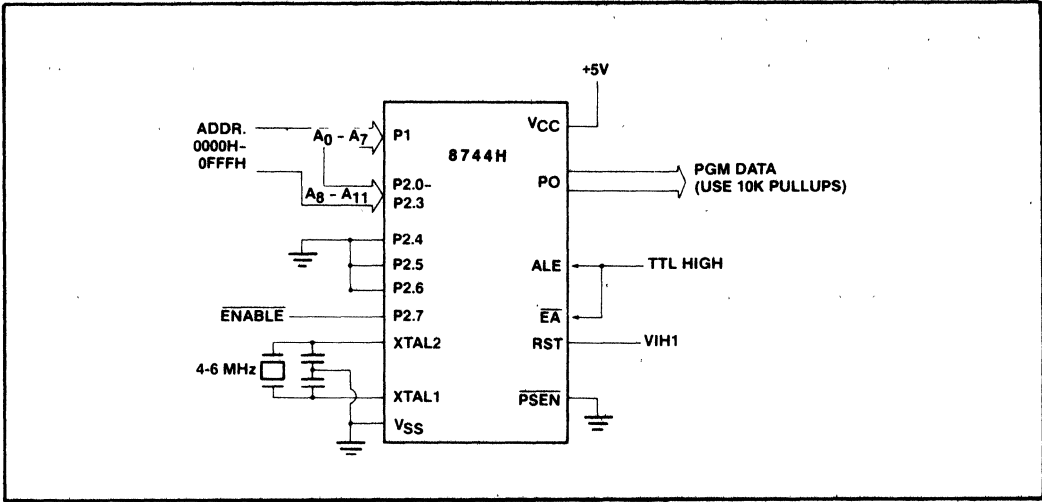 +5V
ADDR.
0000H-
0FFFH
A0 - A7
P1
8744H
VCC
P2.0-
P2.3
A8 - A11
PO
PGM DATA
(USE 10K PULLUPS)
P2.4
P2.5
P2.6
ALE
TTL HIGH
ENABLE
P2.7
EA
XTAL2
RST
VIH1
4-6 MHz
XTAL1
PSEN
VSS